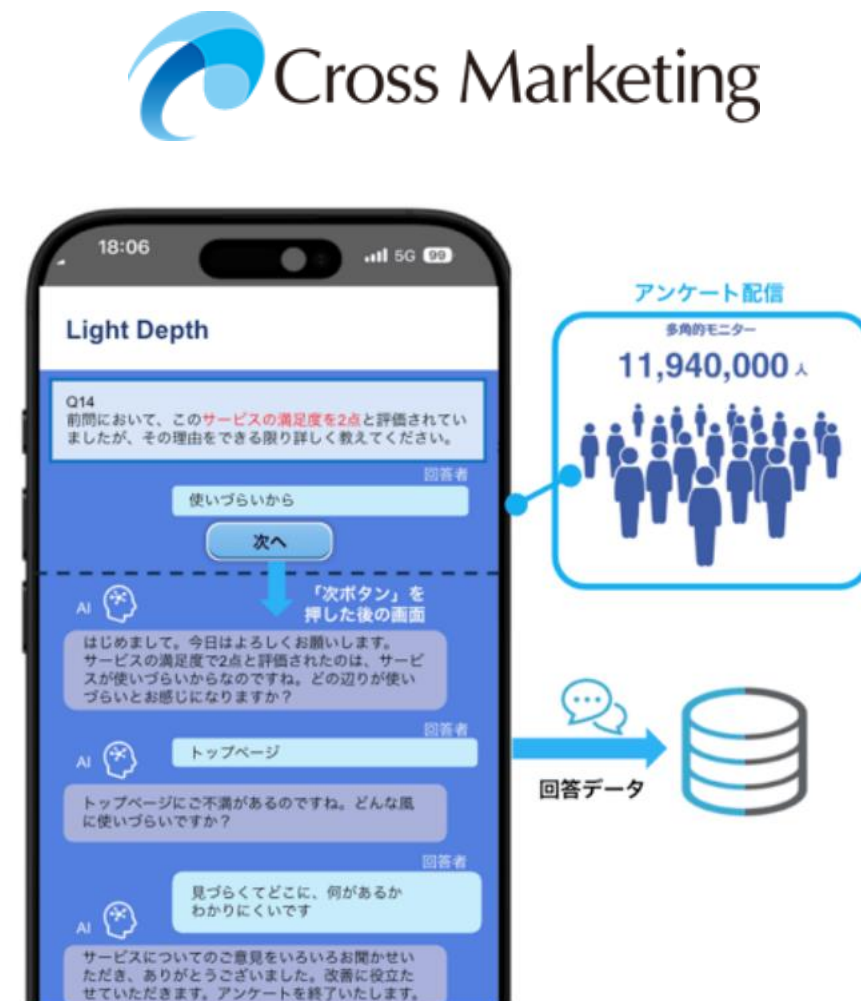 Cross Marketing
18:06
5G 99
Light Depth
Q14
前問において、このサービスの満足度を2点と評価されてい
ましたが、その理由をできる限り詳しく教えてください。
回答者
使いづらいから
次へ
「次ボタン」を
押した後の画面
AI
はじめまして。今日はよろしくお願いします。
サービスの満足度で2点と評価されたのは、サービ
スが使いづらいからなのですね。どの辺りが使い
づらいとお感じになりますか？
回答者
トップページ
AI
トップページにご不満があるのですね。どんな風
に使いづらいですか？
回答者
見づらくてどこに、何があるか
わかりにくいです
AI
サービスについてのご意見をいろいろお聞かせい
ただき、ありがとうございました。改善に役立た
せていただきます。アンケートを終了いたします。
アンケート配信
多角的モニター
11,940,000人
回答データ